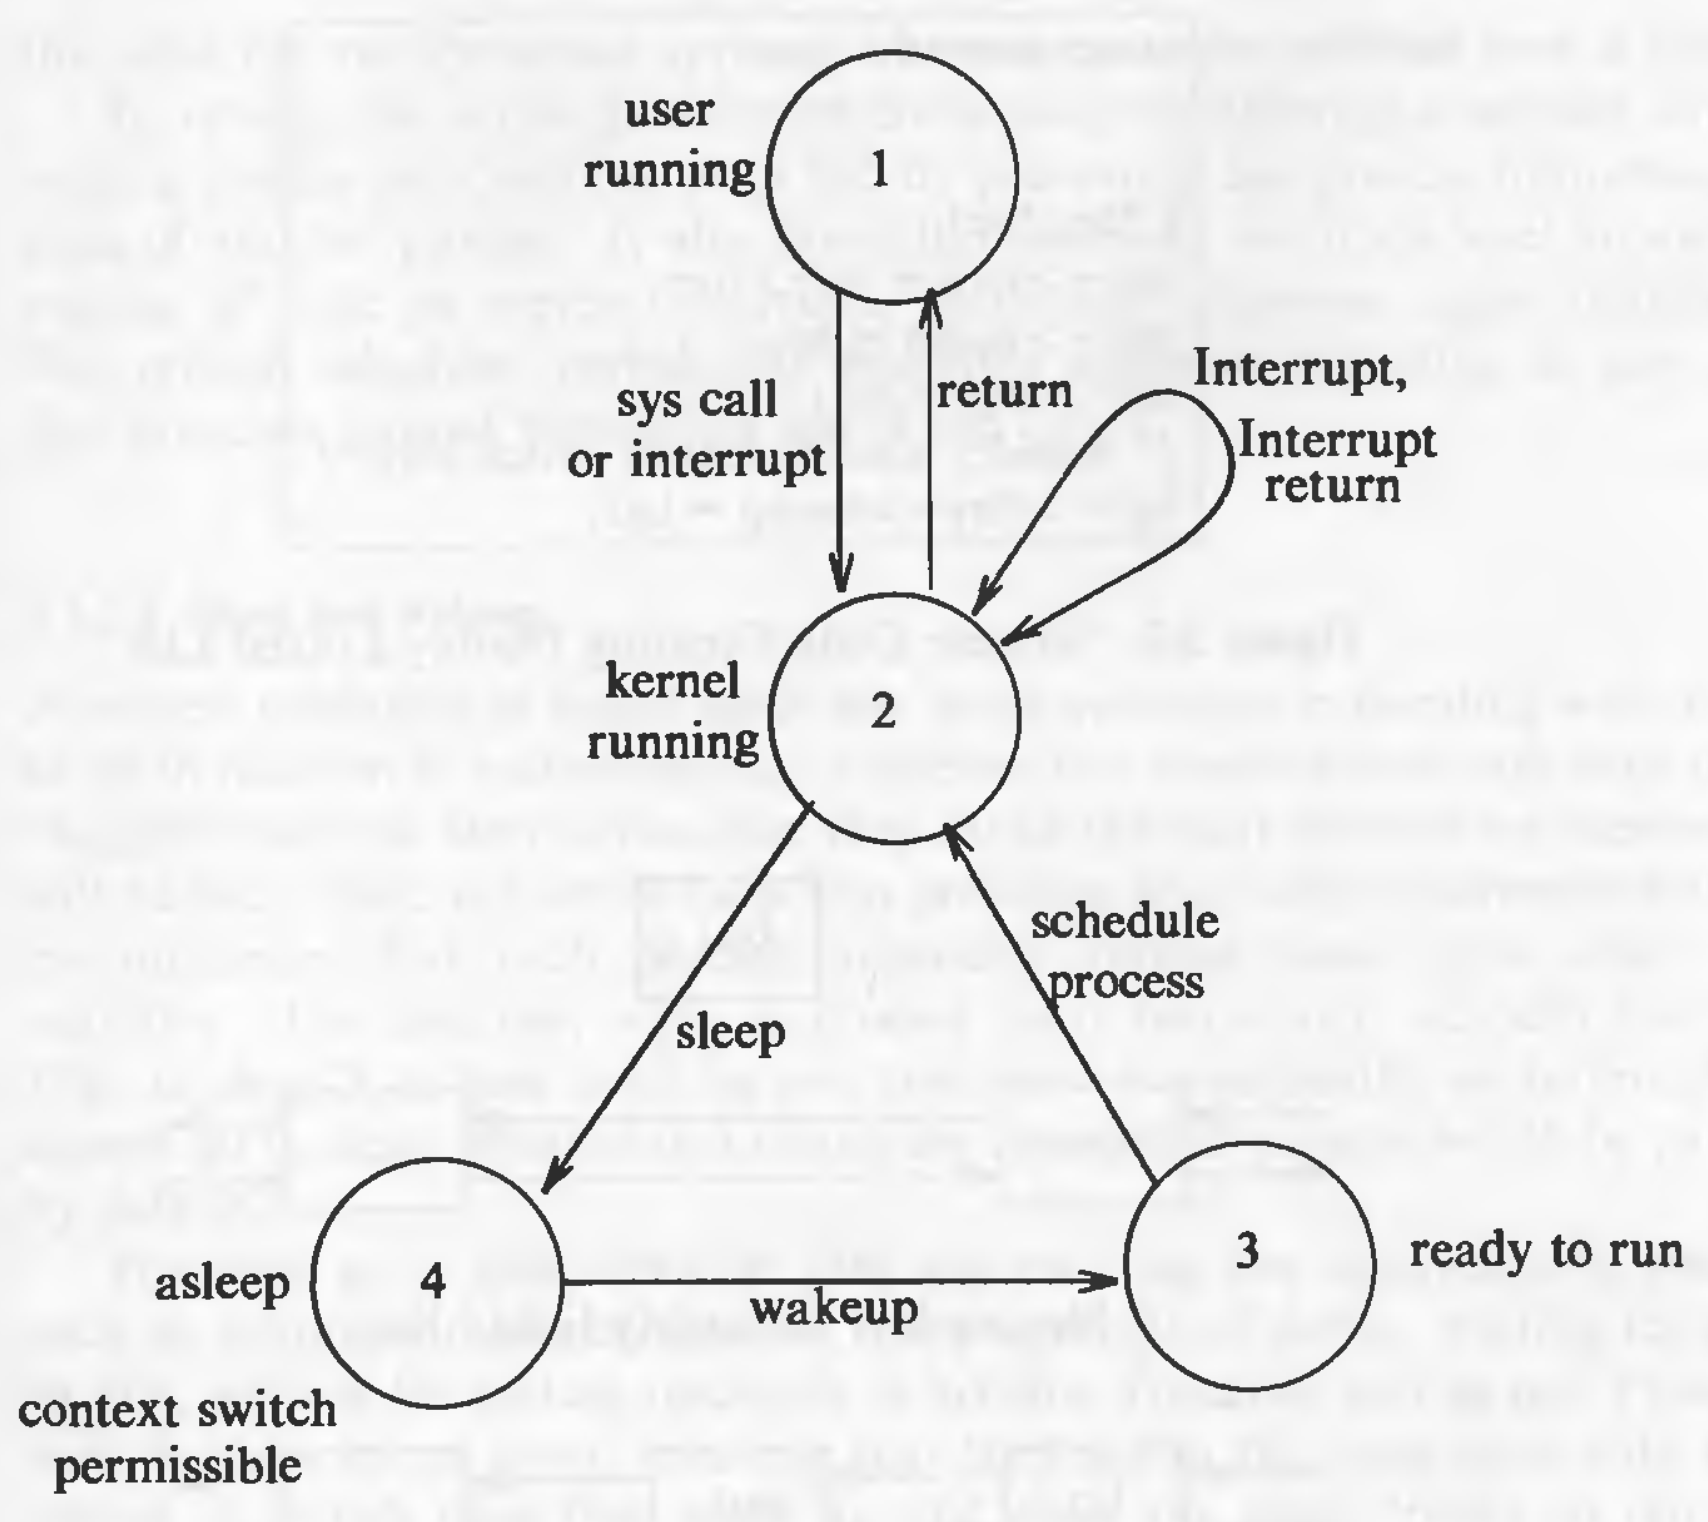 user
running
1
sys call
or interrupt
return
Interrupt,
Interrupt
return
kernel
running
2
sleep
schedule
process
asleep
4
wakeup
3
ready to run
context switch
permissible